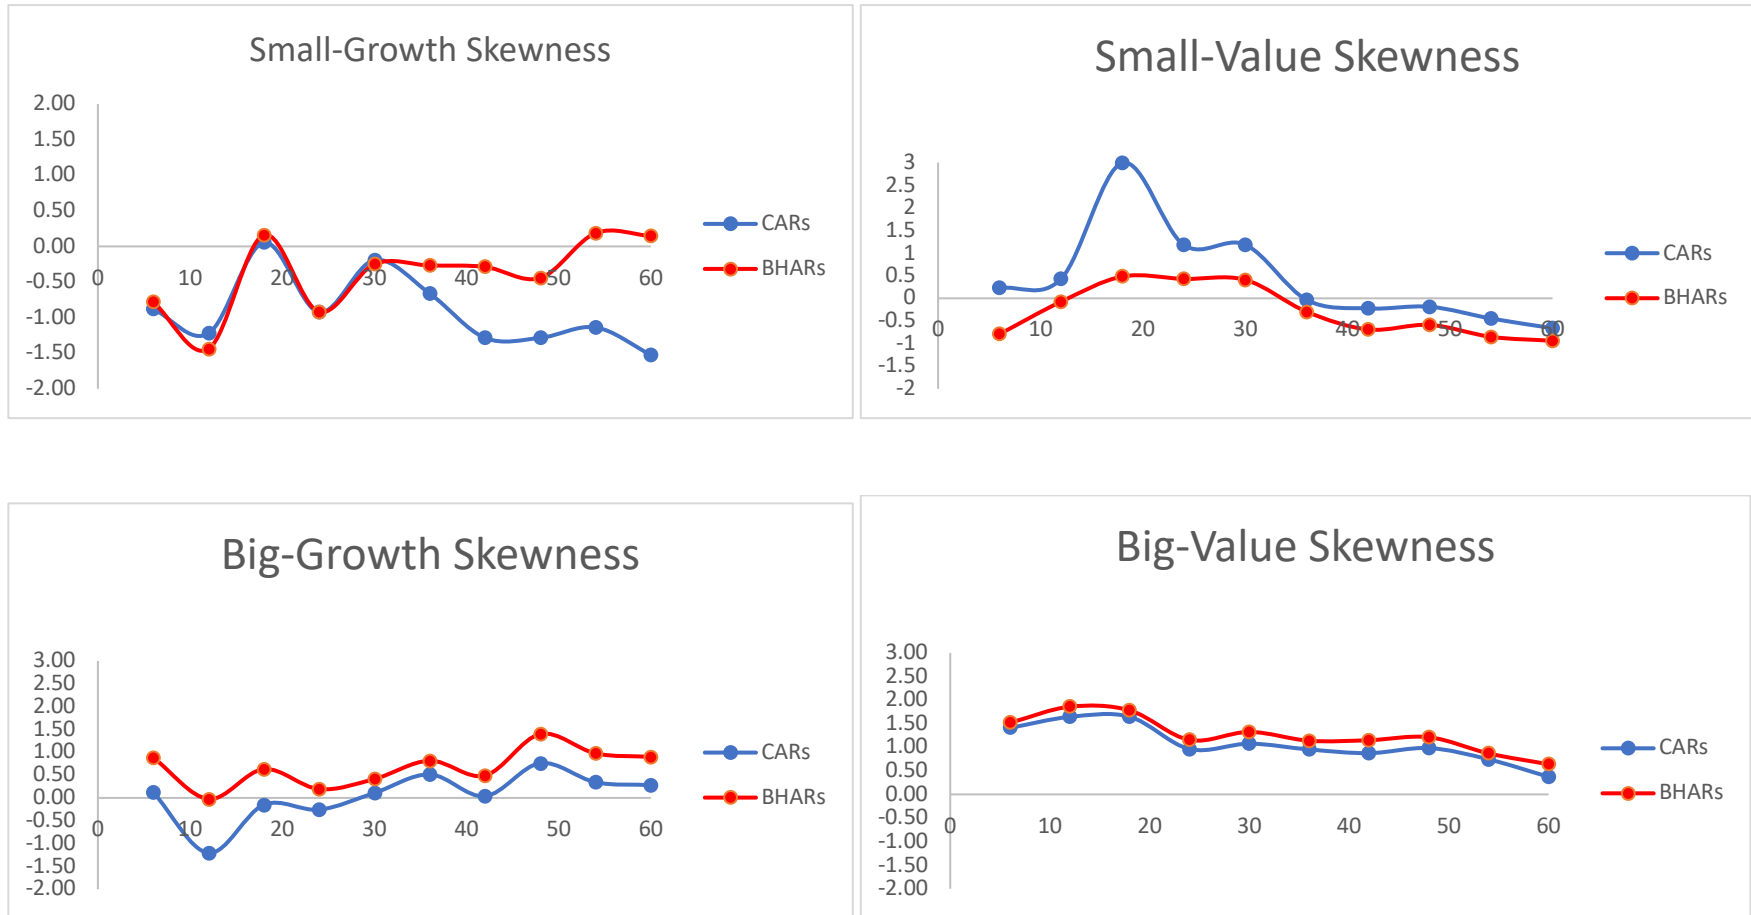 Small-Growth Skewness
2.00
1.50
1.00
0.50
0.00
-0.50
-1.00
-1.50
-2.00
0 10 20 30 40 50 60
CARs
BHARs
Small-Value Skewness
3
2.5
2
1.5
1
0.5
0
-0.5
-1
-1.5
-2
0 10 20 30 40 50 60
CARs
BHARs
Big-Growth Skewness
3.00
2.50
2.00
1.50
1.00
0.50
0.00
-0.50
-1.00
-1.50
-2.00
0 10 20 30 40 50 60
CARs
BHARs
Big-Value Skewness
3.00
2.50
2.00
1.50
1.00
0.50
0.00
-0.50
-1.00
-1.50
-2.00
0 10 20 30 40 50 60
CARs
BHARs